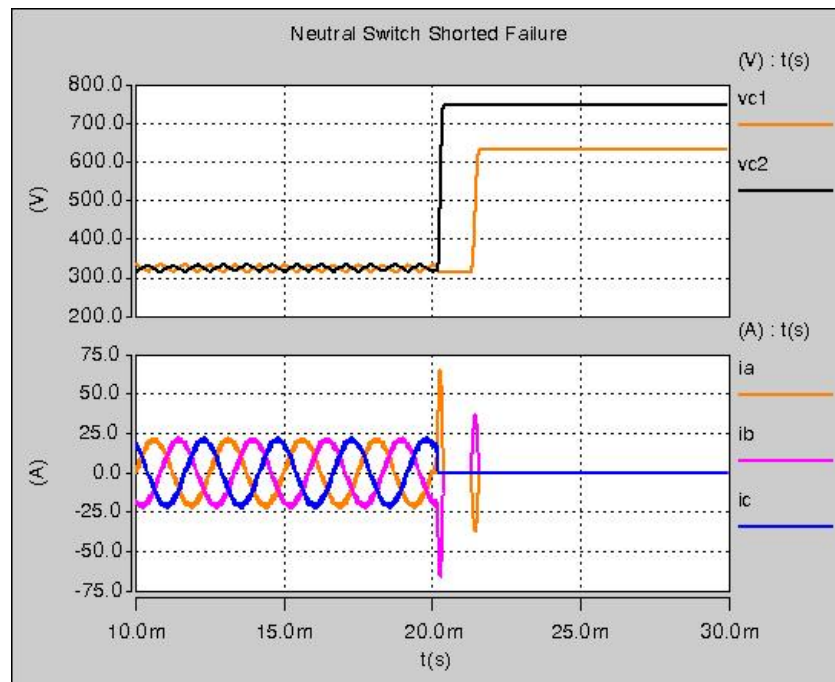 Neutral Switch Shorted Failure
(V) : t(s)
vc1
vc2
(V)
800.0
700.0
600.0
500.0
400.0
300.0
200.0
(A) : t(s)
ia
ib
ic
(A)
75.0
50.0
25.0
0.0
-25.0
-50.0
-75.0
10.0m 15.0m 20.0m 25.0m 30.0m
t(s)